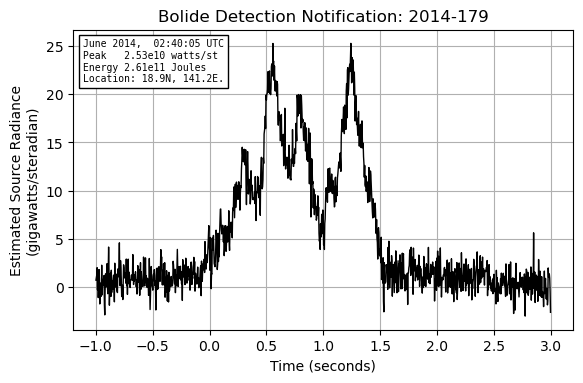 Bolide Detection Notification: 2014-179
June 2014,  02:40:05 UTC
Peak   2.53e10 watts/st
Energy 2.61e11 Joules
Location: 18.9N, 141.2E.
Estimated Source Radiance
(gigawatts/steradian)
25
20
15
10
5
0
−1.0 −0.5 0.0 0.5 1.0 1.5 2.0 2.5 3.0
Time (seconds)